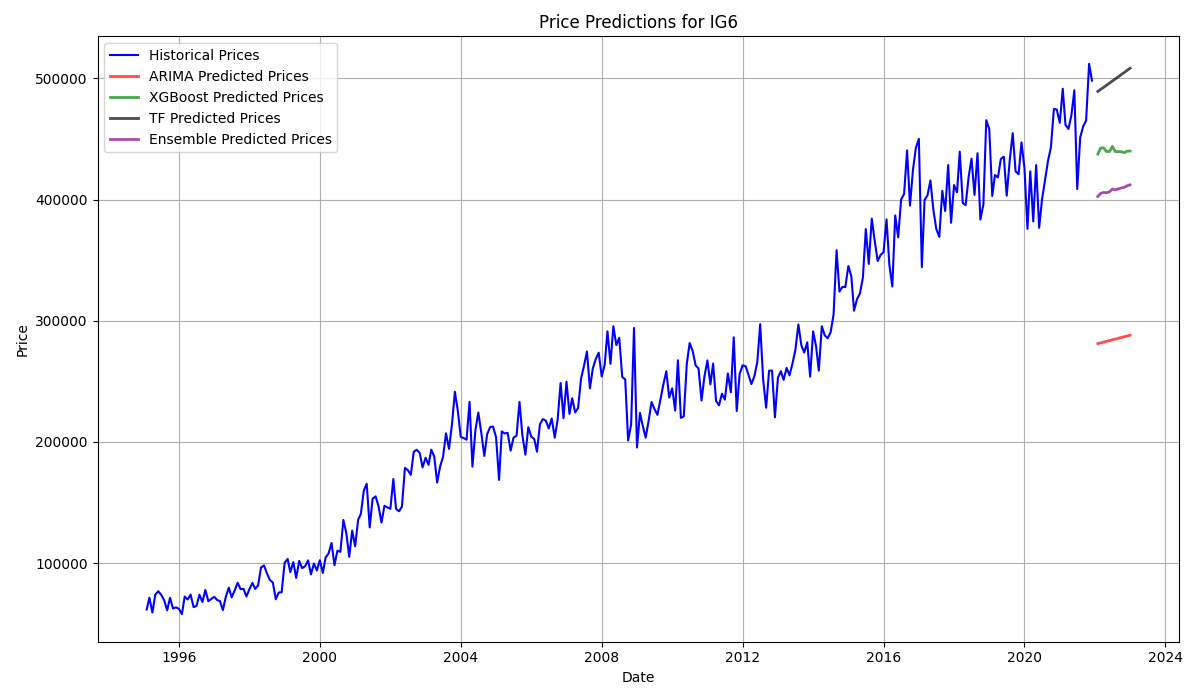 Price Predictions for IG6
Historical Prices
ARIMA Predicted Prices
XGBoost Predicted Prices
TF Predicted Prices
Ensemble Predicted Prices
500000
400000
300000
200000
100000
Price
1996 2000 2004 2008 2012 2016 2020 2024
Date